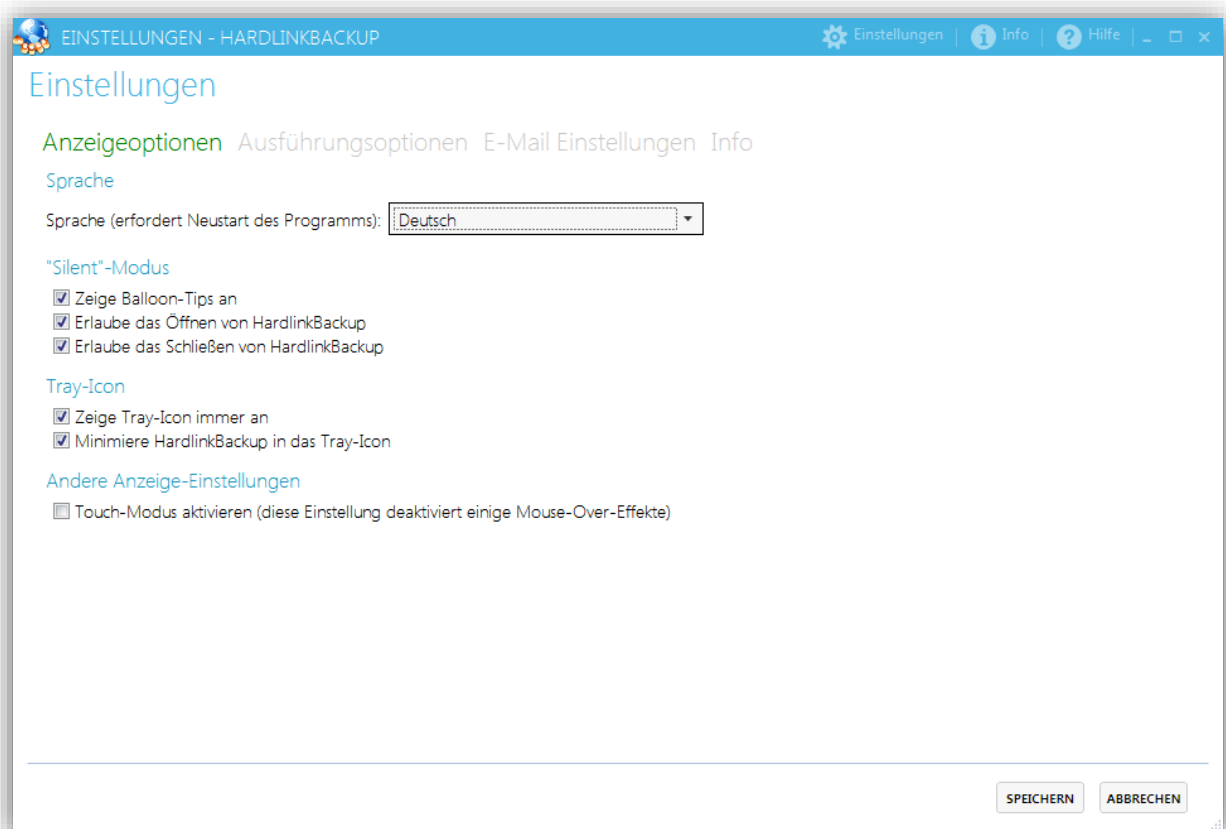 EINSTELLUNGEN - HARDLINKBACKUP
Einstellungen | Info | Hilfe |
Einstellungen
Anzeigeoptionen Ausführungsoptionen E-Mail Einstellungen Info
Sprache
Sprache (erfordert Neustart des Programms): Deutsch
"Silent"-Modus
Zeige Balloon-Tips an
Erlaube das Öffnen von HardlinkBackup
Erlaube das Schließen von HardlinkBackup
Tray-Icon
Zeige Tray-Icon immer an
Minimiere HardlinkBackup in das Tray-Icon
Andere Anzeige-Einstellungen
Touch-Modus aktivieren (diese Einstellung deaktiviert einige Mouse-Over-Effekte)
SPEICHERN ABBRECHEN